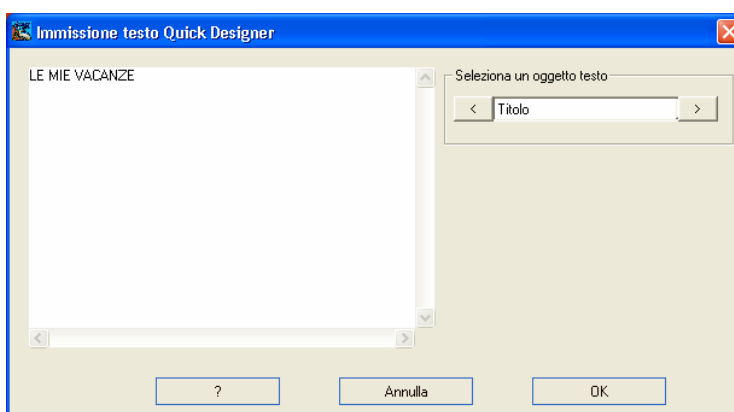 Immissione testo Quick Designer
LE MIE VACANZE
Seleziona un oggetto testo
< Titolo >
? Annulla OK